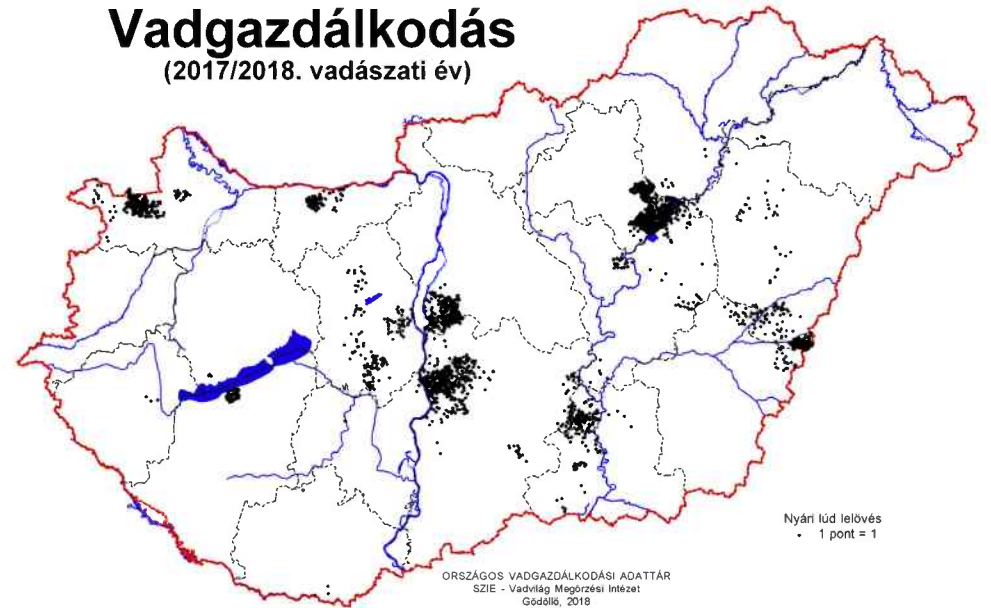 Vadgazdálkodás
(2017/2018. vadászati év)
Nyári lúd lelövés
1 pont = 1
ORSZÁGOS VADGAZDÁLKODÁSI ADATTÁR
SZIE - Vadvilág Megőrzési Intézet
Gödöllő, 2018